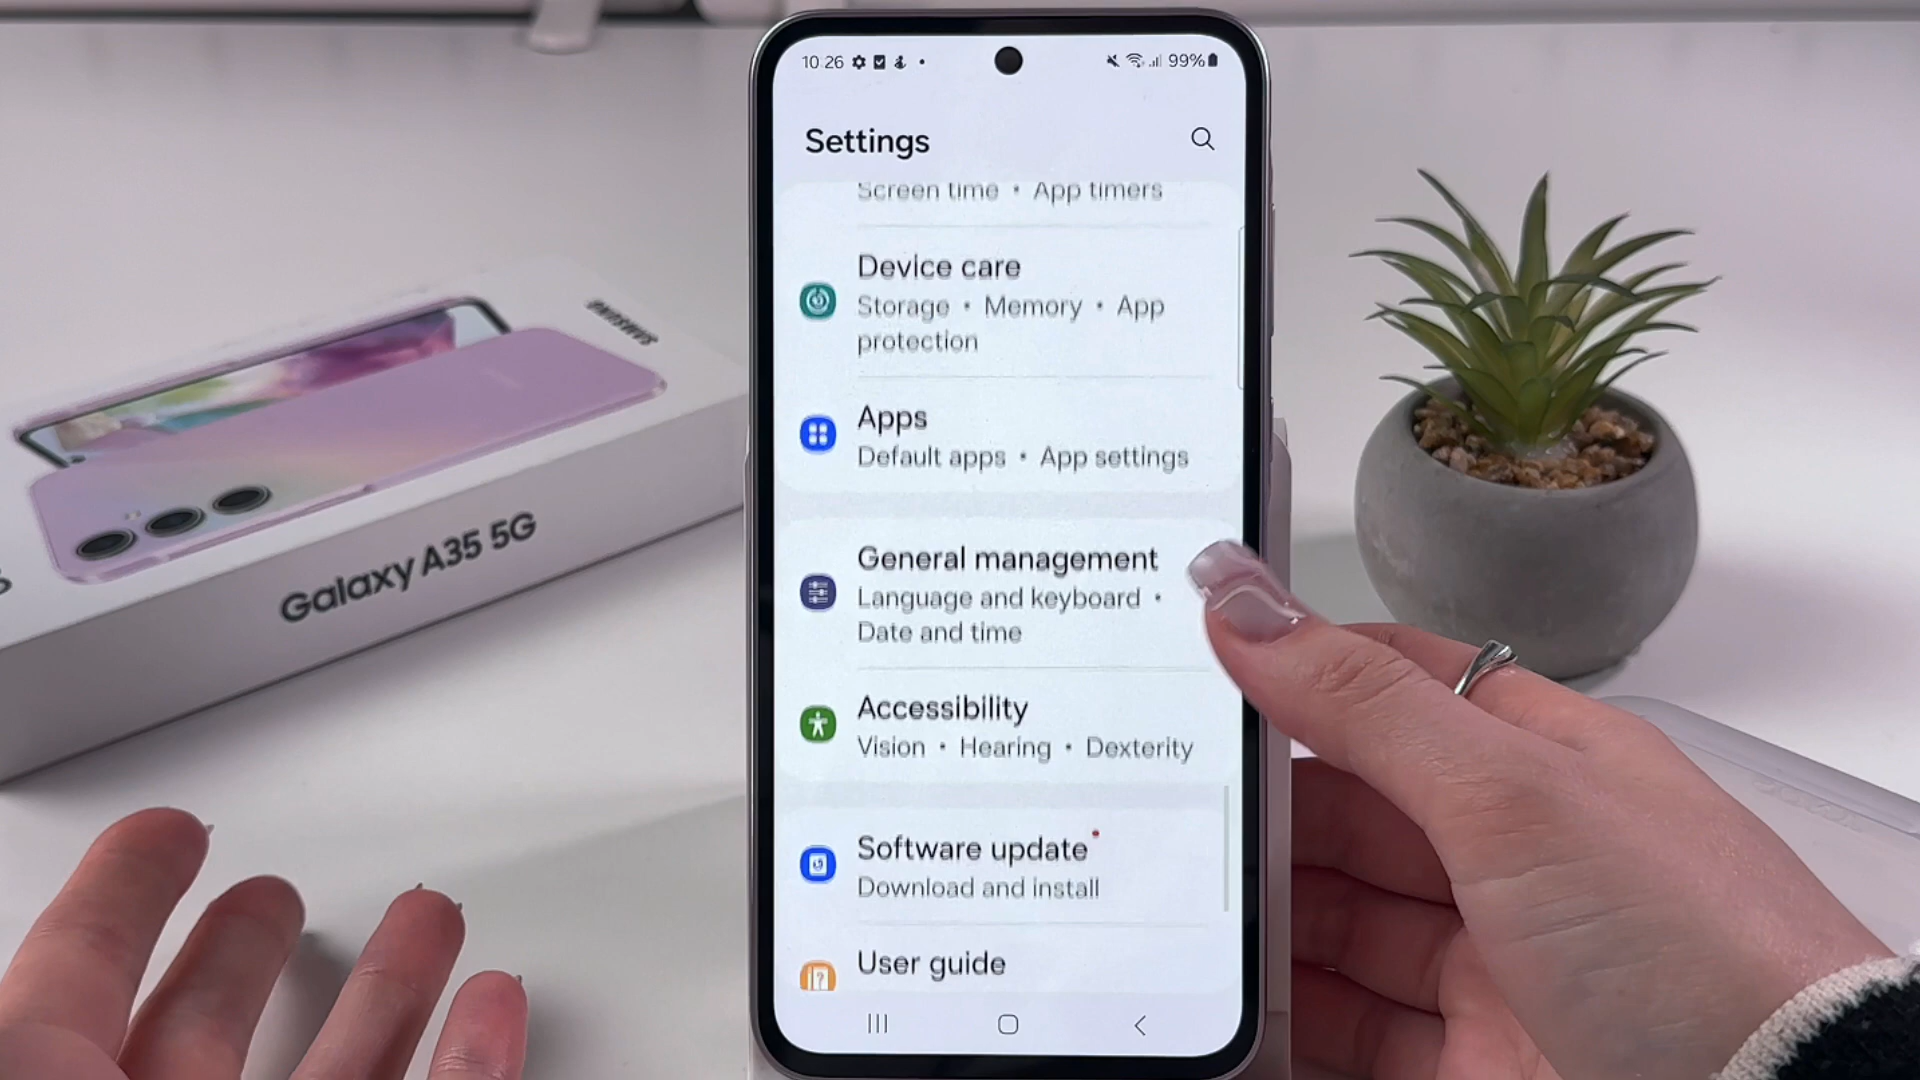 10:26
99%
Settings
Screen time • App timers
Device care
Storage • Memory • App
protection
Apps
Default apps • App settings
General management
Language and keyboard •
Date and time
Accessibility
Vision • Hearing • Dexterity
Software update
Download and install
User guide
SAMSUNG
Galaxy A35 5G